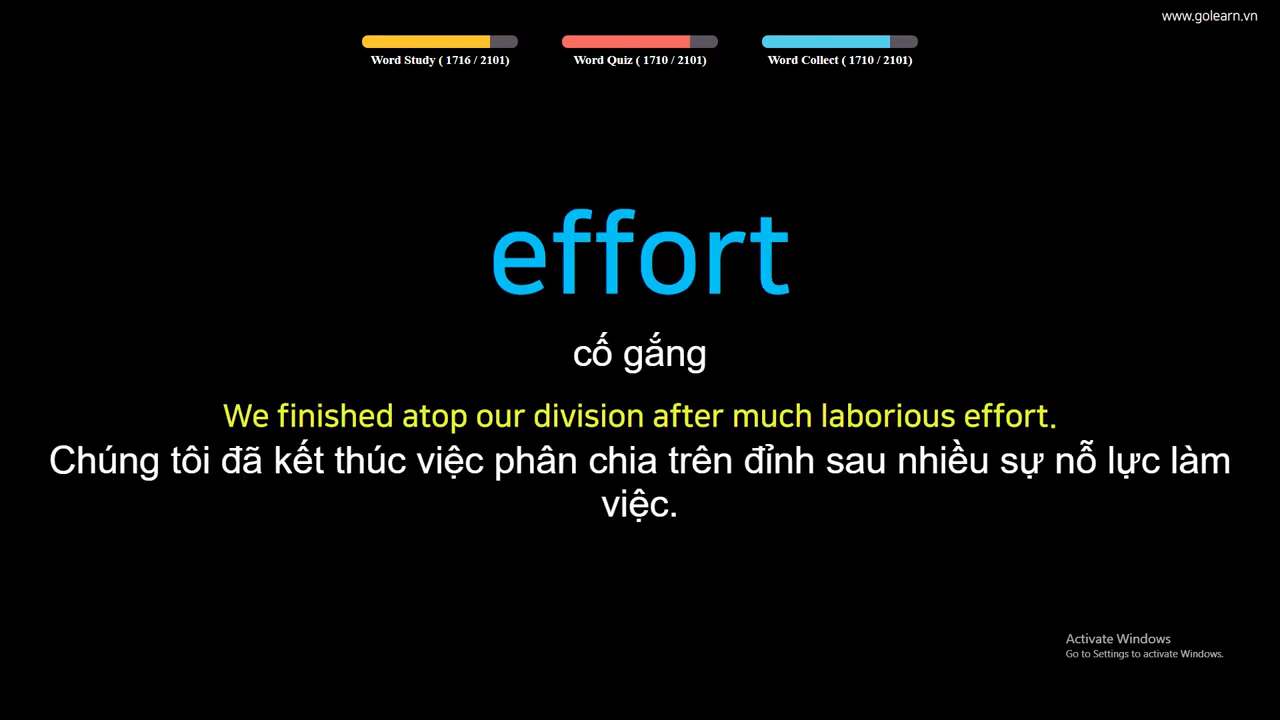 www.golearn.vn
Word Study ( 1716 / 2101) Word Quiz ( 1710 / 2101) Word Collect ( 1710 / 2101)
effort
cố gắng
We finished atop our division after much laborious effort.
Chúng tôi đã kết thúc việc phân chia trên đỉnh sau nhiều sự nỗ lực làm
việc.
Activate Windows
Go to Settings to activate Windows.